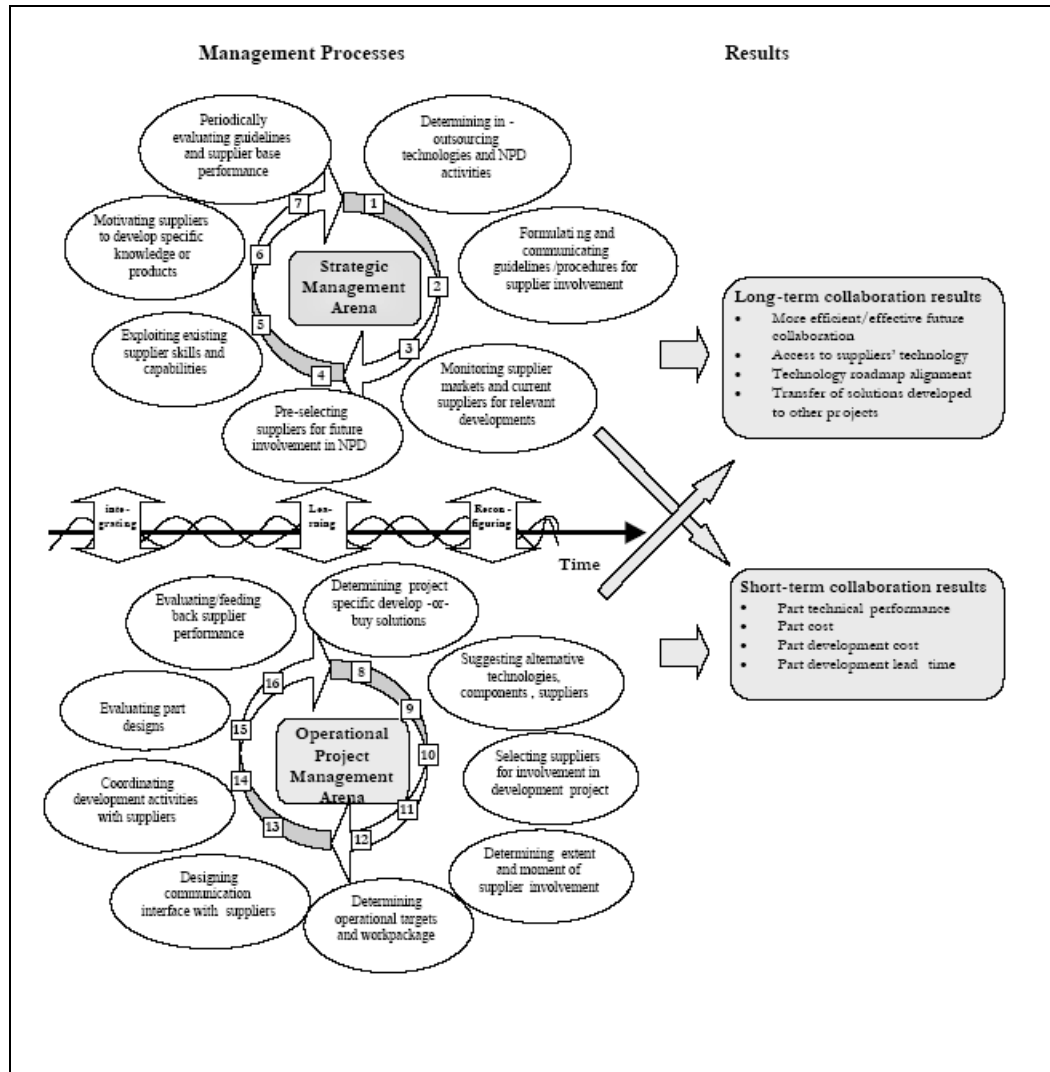 Management Processes
Results
Periodically
evaluating guidelines
and supplier base
performance
Determining in -
outsourcing
technologies and NPD
activities
7
1
Motivating suppliers
to develop specific
knowledge or
products
6
Formulating and
communicating
guidelines /procedures for
supplier involvement
Strategic
Management
Arena
2
Exploiting existing
supplier skills and
capabilities
5
3
4
Monitoring supplier
markets and current
suppliers for relevant
developments
Pre-selecting
suppliers for future
involvement in NPD
Long-term collaboration results
• More efficient/effective future
collaboration
• Access to suppliers' technology
• Technology roadmap alignment
• Transfer of solutions developed
to other projects
inte-
grating
Lea-
rning
Recon-
figuring
Time
Evaluating/feeding
back supplier
performance
Determining project
specific develop -or-
buy solutions
16
8
Suggesting alternative
technologies,
components , suppliers
9
Evaluating part
designs
15
Operational
Project
Management
Arena
10
Selecting suppliers
for involvement in
development project
Coordinating
development activities
with suppliers
14
11
13
12
Determining extent
and moment of
supplier involvement
Designing
communication
interface with suppliers
Determining
operational targets
and workpackage
Short-term collaboration results
• Part technical performance
• Part cost
• Part development cost
• Part development lead time